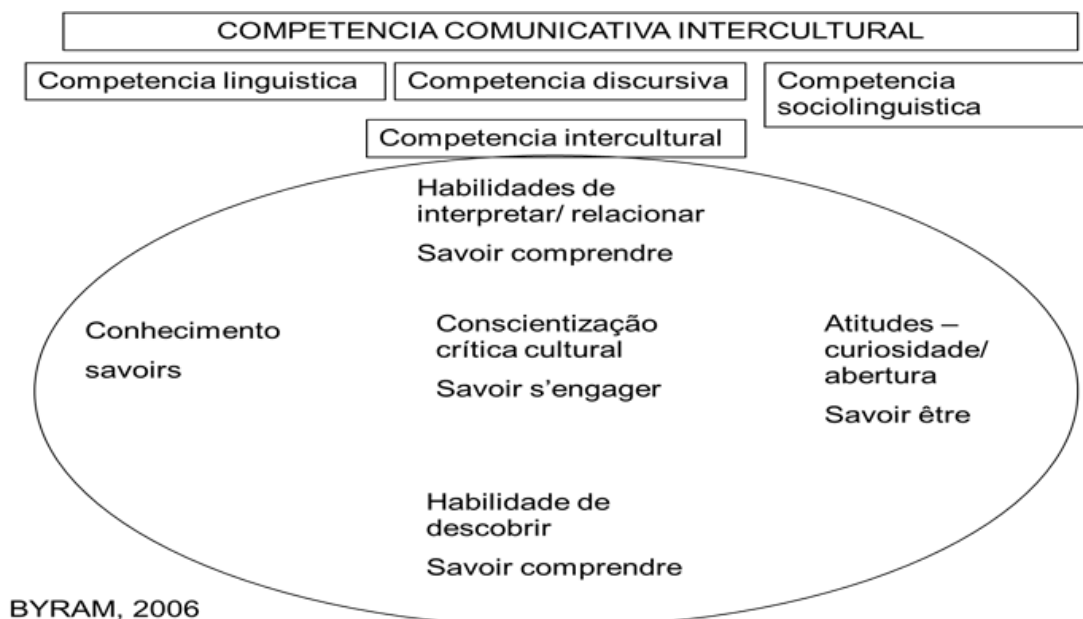 COMPETENCIA COMUNICATIVA INTERCULTURAL
Competencia linguistica
Competencia discursiva
Competencia
sociolinguistica
Competencia intercultural
Habilidades de
interpretar/ relacionar
Savoir comprendre
Conhecimento
savoirs
Conscientização
crítica cultural
Savoir s’engager
Atitudes –
curiosidade/
abertura
Savoir être
Habilidade de
descobrir
Savoir comprendre
BYRAM, 2006